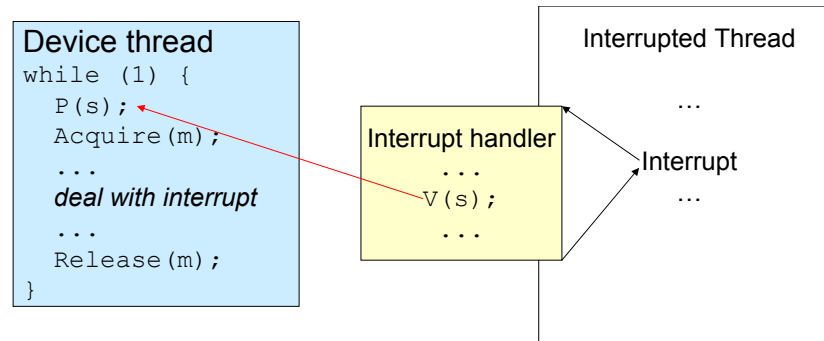 Device thread
while (1) {
P(s);
Acquire(m);
...
deal with interrupt
...
Release(m);
}
Interrupt handler
...
V(s);
...
Interrupted Thread
...
Interrupt
...